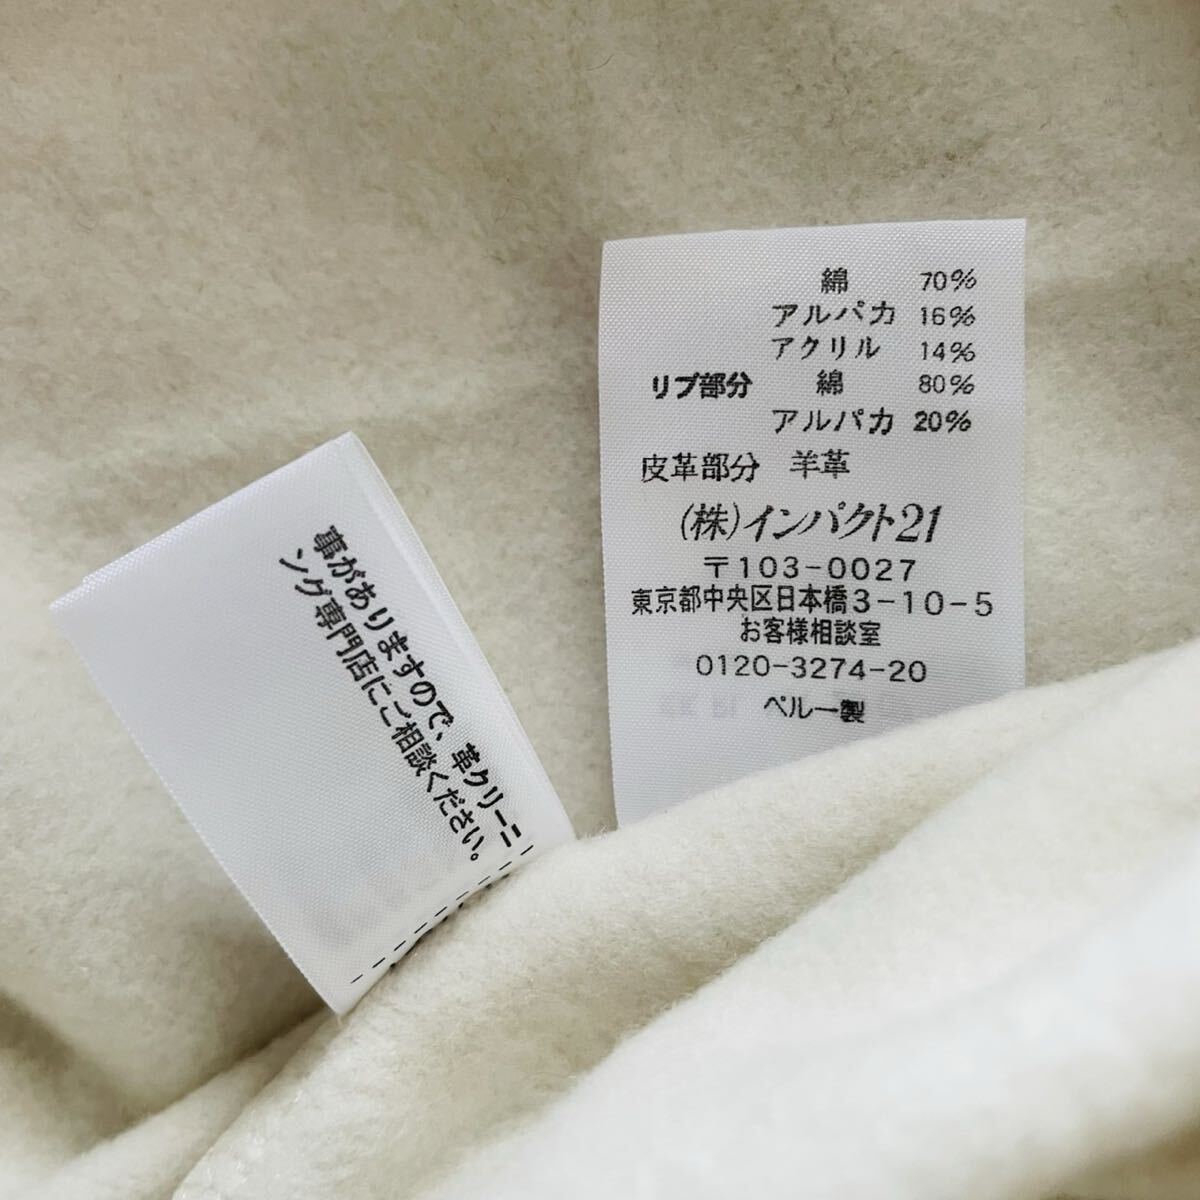 綿 70%
アルパカ 16%
アクリル 14%
リブ部分 綿 80%
アルパカ 20%
皮革部分 羊革
(株)インパクト21
〒103-0027
東京都中央区日本橋3-10-5
お客様相談室
0120-3274-20
ペルー製
事がありますので、革クリーニ
ング専門店にご相談ください。